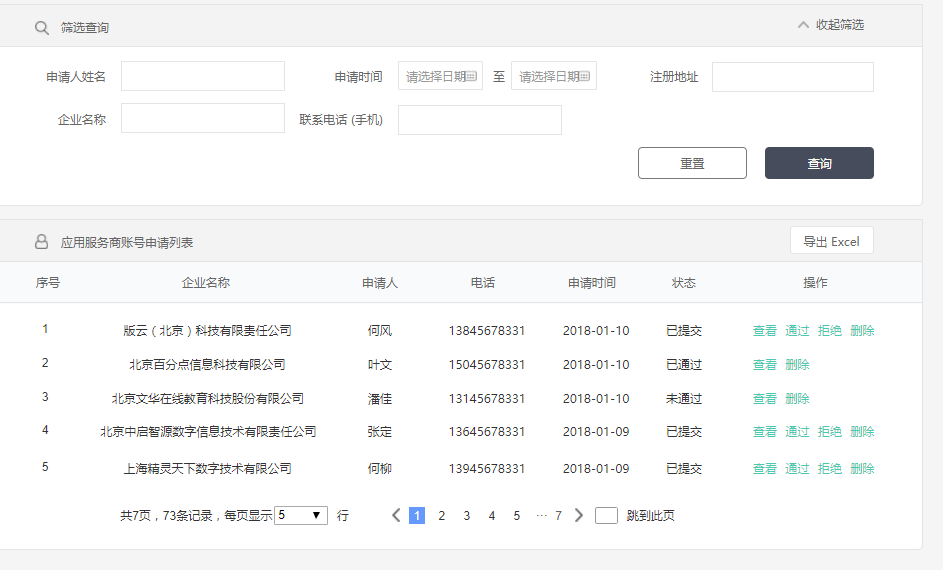 筛选查询 收起筛选
申请人姓名 申请时间 请选择日期 至 请选择日期 注册地址
企业名称 联系电话 (手机)
重置 查询
应用服务商账号申请列表 导出 Excel
序号 企业名称 申请人 电话 申请时间 状态 操作
1 版云（北京）科技有限责任公司 何风 13845678331 2018-01-10 已提交 查看 通过 拒绝 删除
2 北京百分点信息科技有限公司 叶文 15045678331 2018-01-10 已通过 查看 删除
3 北京文华在线教育科技股份有限公司 潘佳 13145678331 2018-01-10 未通过 查看 删除
4 北京中启智源数字信息技术有限责任公司 张定 13645678331 2018-01-09 已提交 查看 通过 拒绝 删除
5 上海精灵天下数字技术有限公司 何柳 13945678331 2018-01-09 已提交 查看 通过 拒绝 删除
共7页，73条记录，每页显示 5 行 1 2 3 4 5 ··· 7 跳到此页